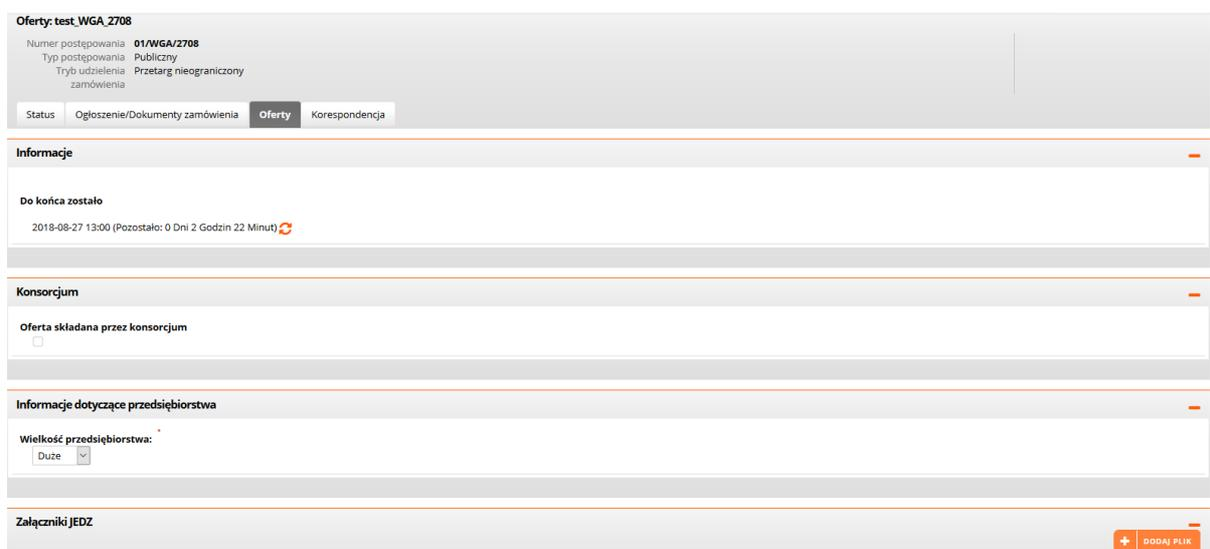 Oferty: test_WGA_2708
Numer postępowania 01/WGA/2708
Typ postępowania Publiczny
Tryb udzielenia Przetarg nieograniczony
zamówienia
Status Ogłoszenie/Dokumenty zamówienia Oferty Korespondencja
Informacje
Do końca zostało
2018-08-27 13:00 (Pozostało: 0 Dni 2 Godzin 22 Minut)
Konsorcjum
Oferta składana przez konsorcjum
Informacje dotyczące przedsiębiorstwa
Wielkość przedsiębiorstwa: *
Duże
Załączniki JEDZ
DODAJ PLIK